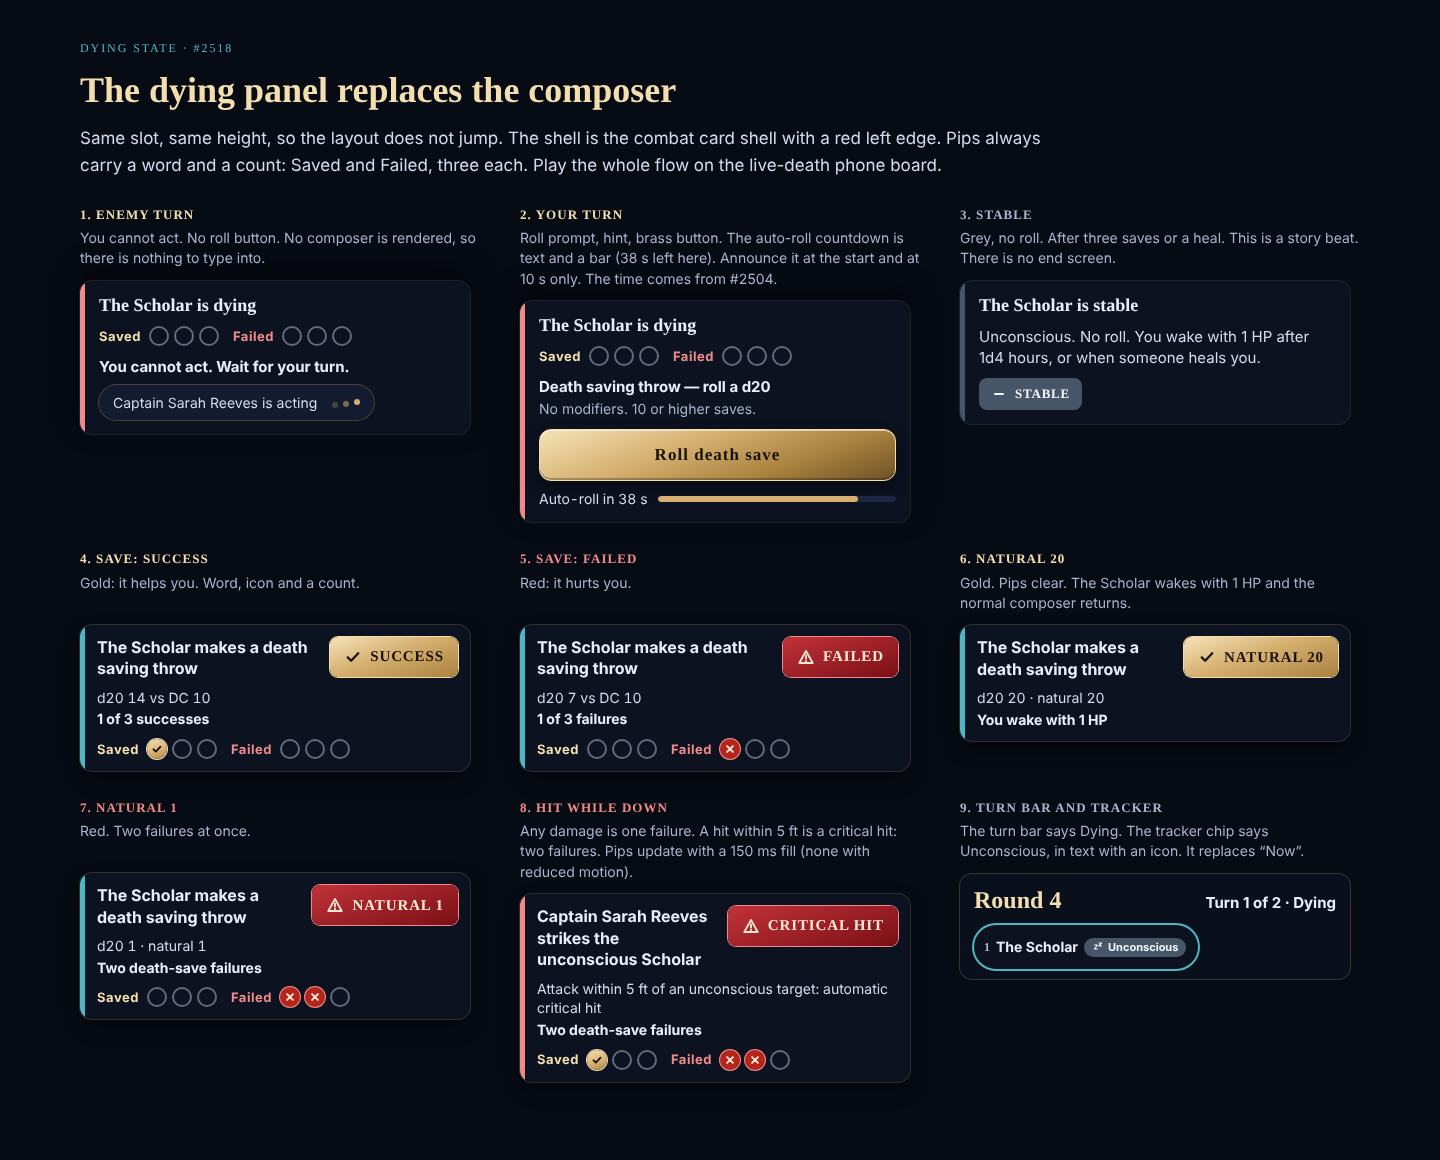 DYING STATE · #2518
The dying panel replaces the composer
Same slot, same height, so the layout does not jump. The shell is the combat card shell with a red left edge. Pips always
carry a word and a count: Saved and Failed, three each. Play the whole flow on the live-death phone board.
1. ENEMY TURN
You cannot act. No roll button. No composer is rendered, so
there is nothing to type into.
The Scholar is dying
Saved Failed
You cannot act. Wait for your turn.
Captain Sarah Reeves is acting
2. YOUR TURN
Roll prompt, hint, brass button. The auto-roll countdown is
text and a bar (38 s left here). Announce it at the start and at
10 s only. The time comes from #2504.
The Scholar is dying
Saved Failed
Death saving throw — roll a d20
No modifiers. 10 or higher saves.
Roll death save
Auto-roll in 38 s
3. STABLE
Grey, no roll. After three saves or a heal. This is a story beat.
There is no end screen.
The Scholar is stable
Unconscious. No roll. You wake with 1 HP after
1d4 hours, or when someone heals you.
STABLE
4. SAVE: SUCCESS
Gold: it helps you. Word, icon and a count.
The Scholar makes a death
saving throw
SUCCESS
d20 14 vs DC 10
1 of 3 successes
Saved Failed
5. SAVE: FAILED
Red: it hurts you.
The Scholar makes a death
saving throw
FAILED
d20 7 vs DC 10
1 of 3 failures
Saved Failed
6. NATURAL 20
Gold. Pips clear. The Scholar wakes with 1 HP and the
normal composer returns.
The Scholar makes a
death saving throw
NATURAL 20
d20 20 · natural 20
You wake with 1 HP
7. NATURAL 1
Red. Two failures at once.
The Scholar makes a
death saving throw
NATURAL 1
d20 1 · natural 1
Two death-save failures
Saved Failed
8. HIT WHILE DOWN
Any damage is one failure. A hit within 5 ft is a critical hit:
two failures. Pips update with a 150 ms fill (none with
reduced motion).
Captain Sarah Reeves
strikes the
unconscious Scholar
CRITICAL HIT
Attack within 5 ft of an unconscious target: automatic
critical hit
Two death-save failures
Saved Failed
9. TURN BAR AND TRACKER
The turn bar says Dying. The tracker chip says
Unconscious, in text with an icon. It replaces “Now”.
Round 4
Turn 1 of 2 · Dying
1 The Scholar zz Unconscious